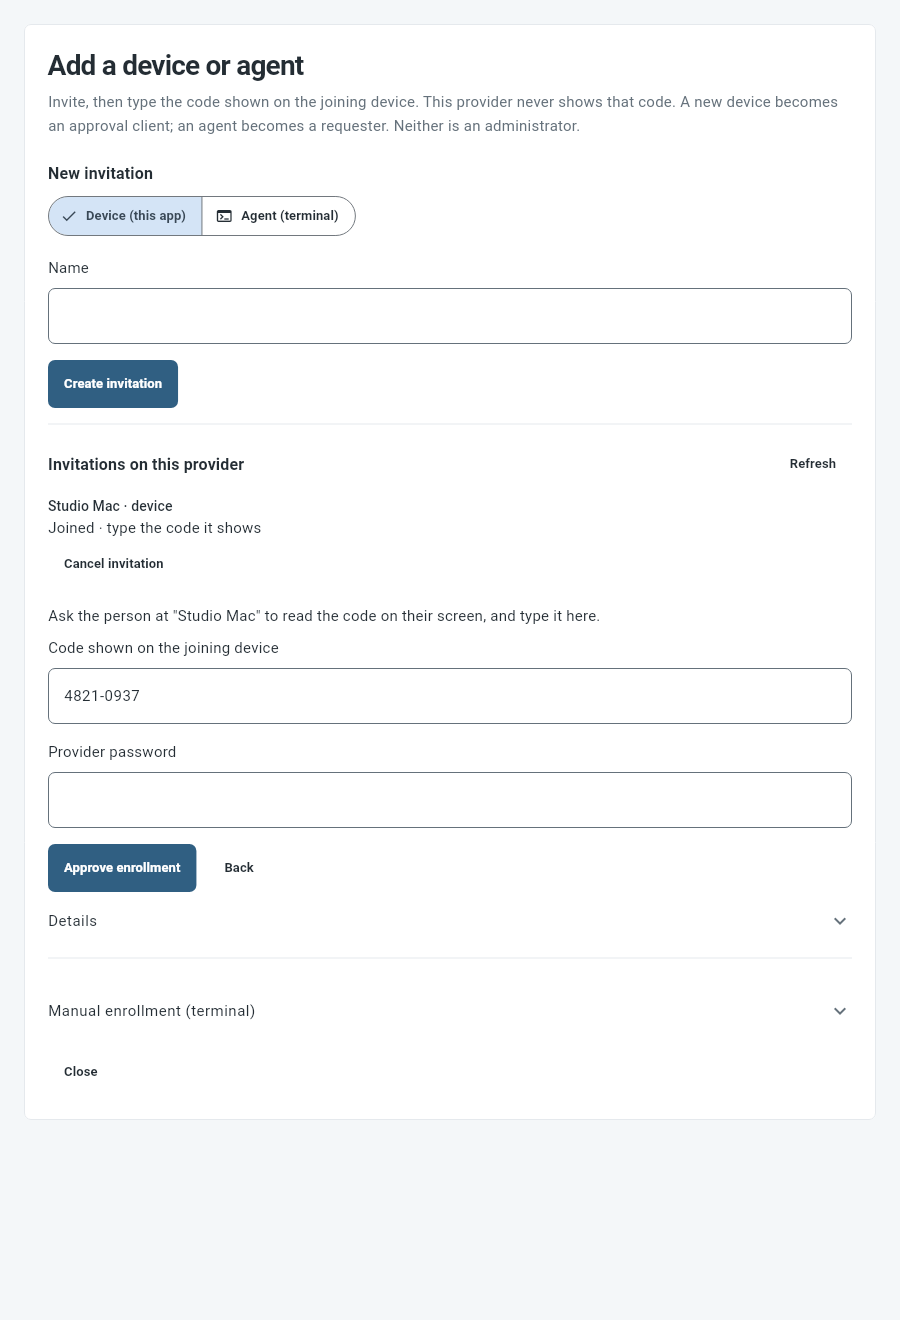 Add a device or agent
Invite, then type the code shown on the joining device. This provider never shows that code. A new device becomes
an approval client; an agent becomes a requester. Neither is an administrator.
New invitation
Device (this app)
Agent (terminal)
Name
Create invitation
Invitations on this provider
Refresh
Studio Mac · device
Joined · type the code it shows
Cancel invitation
Ask the person at "Studio Mac" to read the code on their screen, and type it here.
Code shown on the joining device
4821-0937
Provider password
Approve enrollment
Back
Details
Manual enrollment (terminal)
Close